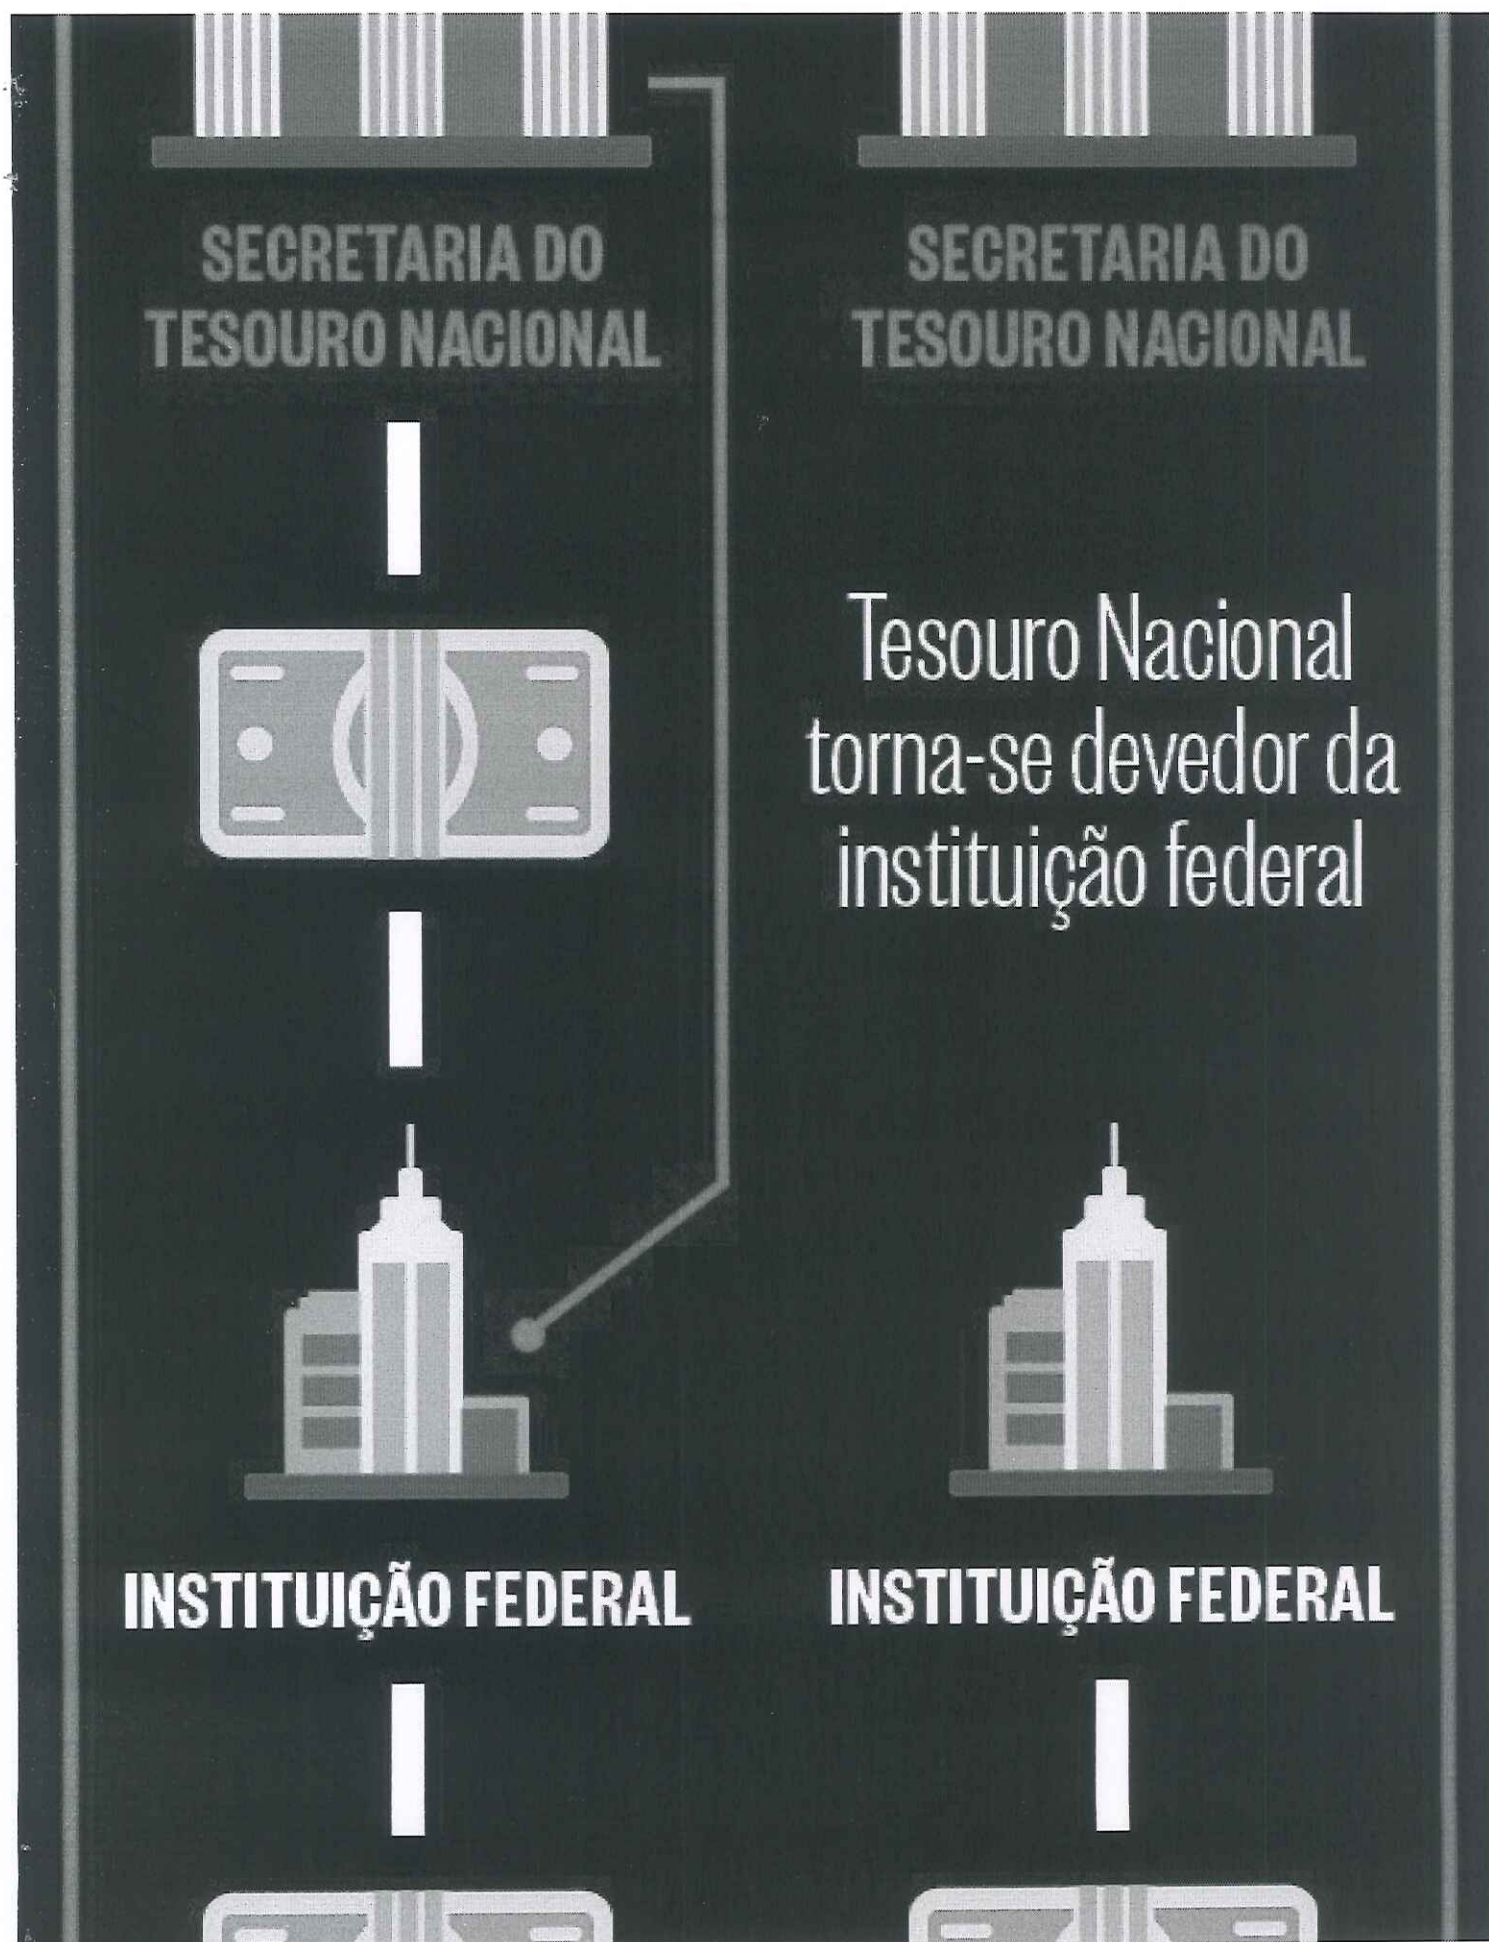 SECRETARIA DO
TESOURO NACIONAL
SECRETARIA DO
TESOURO NACIONAL
Tesouro Nacional
torna-se devedor da
instituição federal
INSTITUIÇÃO FEDERAL
INSTITUIÇÃO FEDERAL